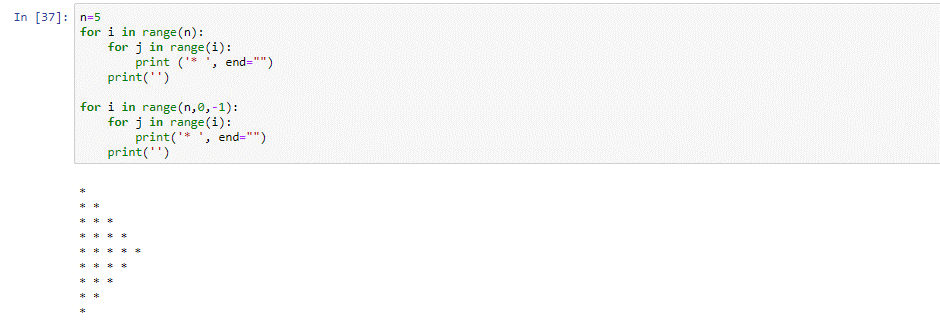 In [37]: n=5
for i in range(n):
    for j in range(i):
        print ('* ', end="")
    print('')

for i in range(n,0,-1):
    for j in range(i):
        print('* ', end="")
    print('')

*
* *
* * *
* * * *
* * * * *
* * * *
* * *
* *
*